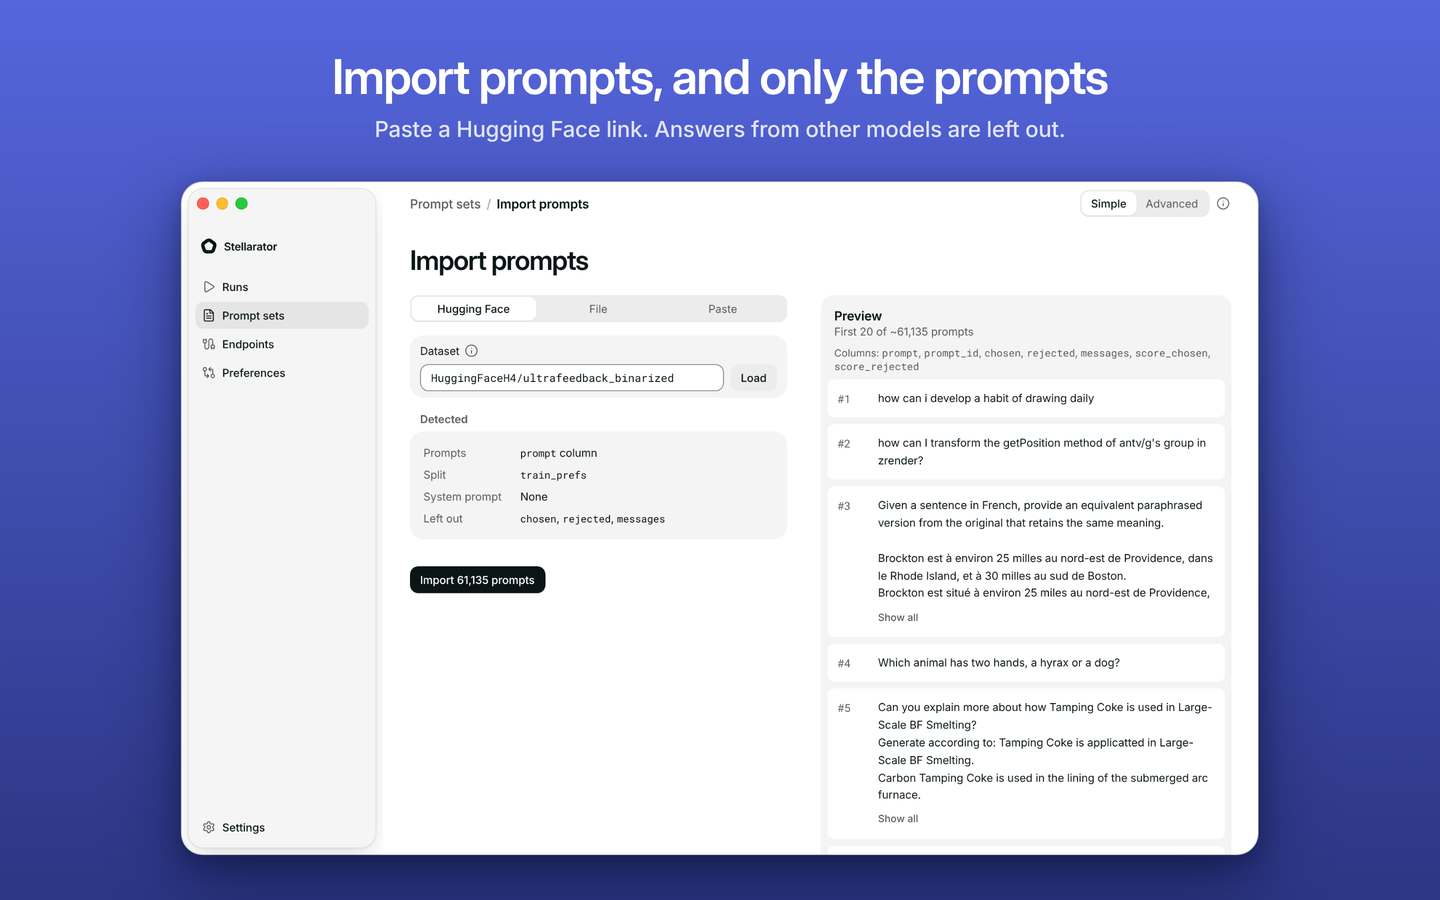 Import prompts, and only the prompts
Paste a Hugging Face link. Answers from other models are left out.
Stellarator
Runs
Prompt sets
Endpoints
Preferences
Settings
Prompt sets / Import prompts
Simple
Advanced
Import prompts
Hugging Face
File
Paste
Dataset
HuggingFaceH4/ultrafeedback_binarized
Load
Detected
Prompts prompt column
Split train_prefs
System prompt None
Left out chosen, rejected, messages
Import 61,135 prompts
Preview
First 20 of ~61,135 prompts
Columns: prompt, prompt_id, chosen, rejected, messages, score_chosen,
score_rejected
#1 how can i develop a habit of drawing daily
#2 how can I transform the getPosition method of antv/g's group in
zrender?
#3 Given a sentence in French, provide an equivalent paraphrased
version from the original that retains the same meaning.
Brockton est à environ 25 milles au nord-est de Providence, dans
le Rhode Island, et à 30 milles au sud de Boston.
Brockton est situé à environ 25 miles au nord-est de Providence,
Show all
#4 Which animal has two hands, a hyrax or a dog?
#5 Can you explain more about how Tamping Coke is used in Large-
Scale BF Smelting?
Generate according to: Tamping Coke is applicatted in Large-
Scale BF Smelting.
Carbon Tamping Coke is used in the lining of the submerged arc
furnace.
Show all